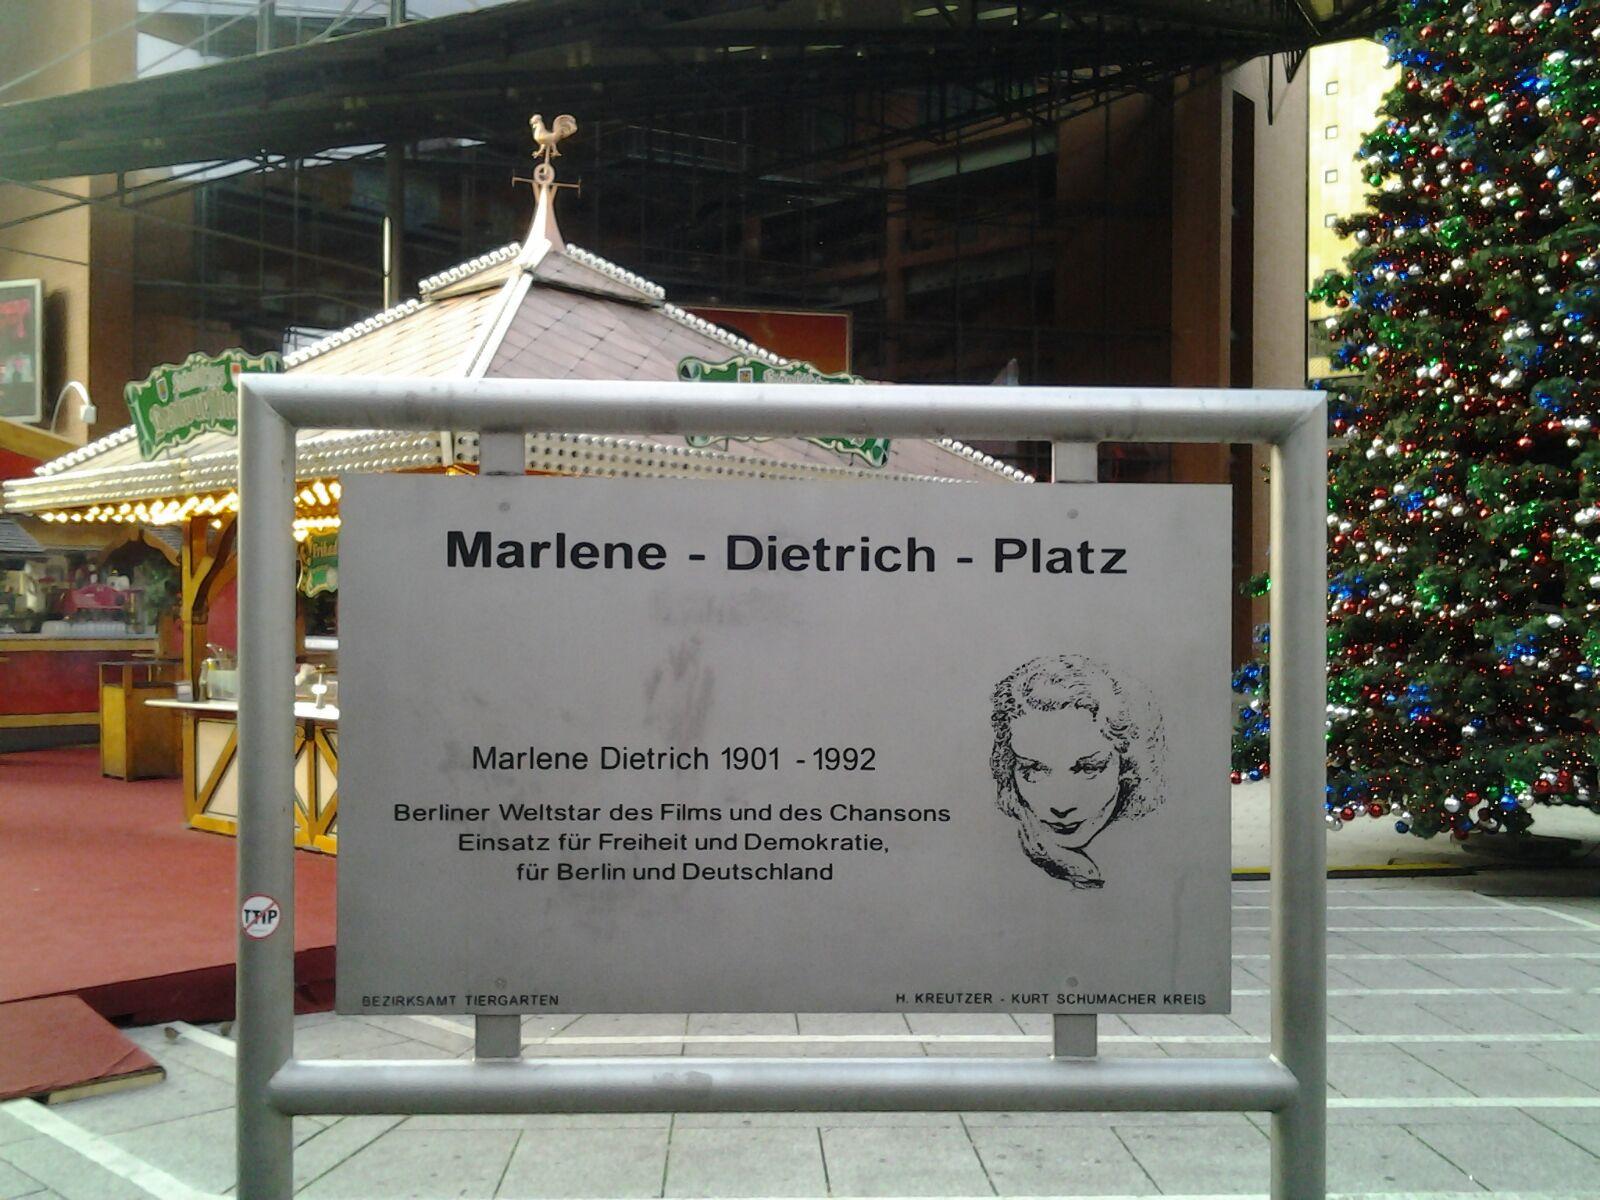 Marlene - Dietrich - Platz
Marlene Dietrich 1901 - 1992
Berliner Weltstar des Films und des Chansons
Einsatz für Freiheit und Demokratie,
für Berlin und Deutschland
TTIP
BEZIRKSAMT TIERGARTEN
H. KREUTZER - KURT SCHUMACHER KREIS